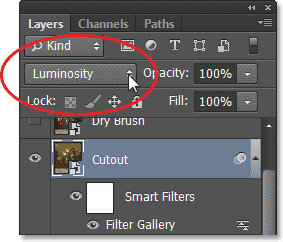 Layers Channels Paths
Kind
Luminosity Opacity: 100%
Lock: Fill: 100%
Dry Brush
Cutout
Smart Filters
Filter Gallery